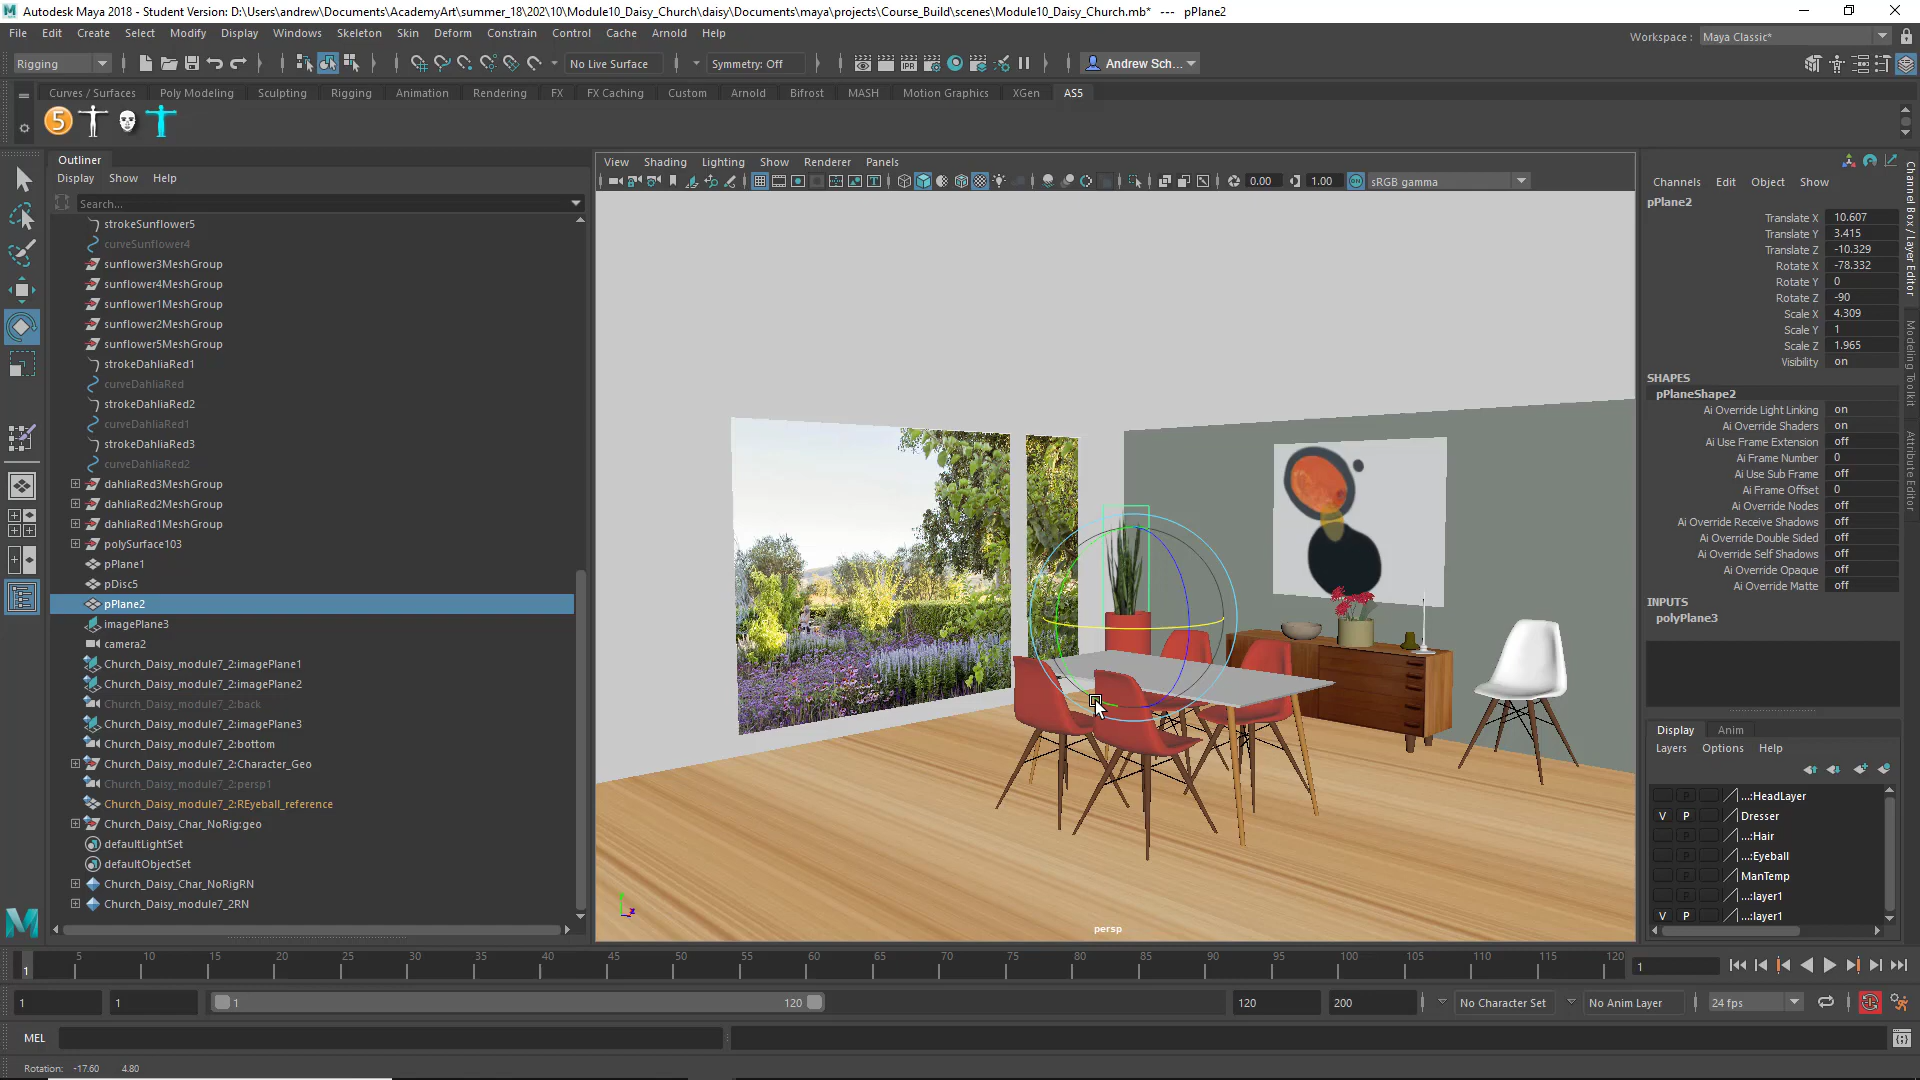 Autodesk Maya 2018 - Student Version: D:\Users\andrew\Documents\AcademyArt\summer_18\202\10\Module10_Daisy_Church\daisy\Documents\maya\projects\Course_Build\scenes\Module10_Daisy_Church.mb* --- pPlane2
File Edit Create Select Modify Display Windows Skeleton Skin Deform Constrain Control Cache Arnold Help
Workspace : Maya Classic*
Rigging No Live Surface Symmetry: Off IPR Andrew Sch...
Curves / Surfaces Poly Modeling Sculpting Rigging Animation Rendering FX FX Caching Custom Arnold Bifrost MASH Motion Graphics XGen AS5
5
Outliner
Display Show Help
Search...
strokeSunflower5
curveSunflower4
sunflower3MeshGroup
sunflower4MeshGroup
sunflower1MeshGroup
sunflower2MeshGroup
sunflower5MeshGroup
strokeDahliaRed1
curveDahliaRed
strokeDahliaRed2
curveDahliaRed1
strokeDahliaRed3
curveDahliaRed2
dahliaRed3MeshGroup
dahliaRed2MeshGroup
dahliaRed1MeshGroup
polySurface103
pPlane1
pDisc5
pPlane2
imagePlane3
camera2
Church_Daisy_module7_2:imagePlane1
Church_Daisy_module7_2:imagePlane2
Church_Daisy_module7_2:back
Church_Daisy_module7_2:imagePlane3
Church_Daisy_module7_2:bottom
Church_Daisy_module7_2:Character_Geo
Church_Daisy_module7_2:persp1
Church_Daisy_module7_2:REyeball_reference
Church_Daisy_Char_NoRig:geo
defaultLightSet
defaultObjectSet
Church_Daisy_Char_NoRigRN
Church_Daisy_module7_2RN
View Shading Lighting Show Renderer Panels
0.00 1.00 sRGB gamma
persp
Channels Edit Object Show
pPlane2
Translate X 10.607
Translate Y 3.415
Translate Z -10.329
Rotate X -78.332
Rotate Y 0
Rotate Z -90
Scale X 4.309
Scale Y 1
Scale Z 1.965
Visibility on
SHAPES
pPlaneShape2
Ai Override Light Linking on
Ai Override Shaders on
Ai Use Frame Extension off
Ai Frame Number 0
Ai Use Sub Frame off
Ai Frame Offset 0
Ai Override Nodes off
Ai Override Receive Shadows off
Ai Override Double Sided off
Ai Override Self Shadows off
Ai Override Opaque off
Ai Override Matte off
INPUTS
polyPlane3
Channel Box / Layer Editor
Modeling Toolkit
Attribute Editor
Display Anim
Layers Options Help
P ...:HeadLayer
V P Dresser
P ...:Hair
P ...:Eyeball
P ManTemp
P ...:layer1
V P ...:layer1
1 5 10 15 20 25 30 35 40 45 50 55 60 65 70 75 80 85 90 95 100 105 110 115 120 1
1 1 1 120 120 200 No Character Set No Anim Layer 24 fps
MEL
Rotation: -17.60 4.80